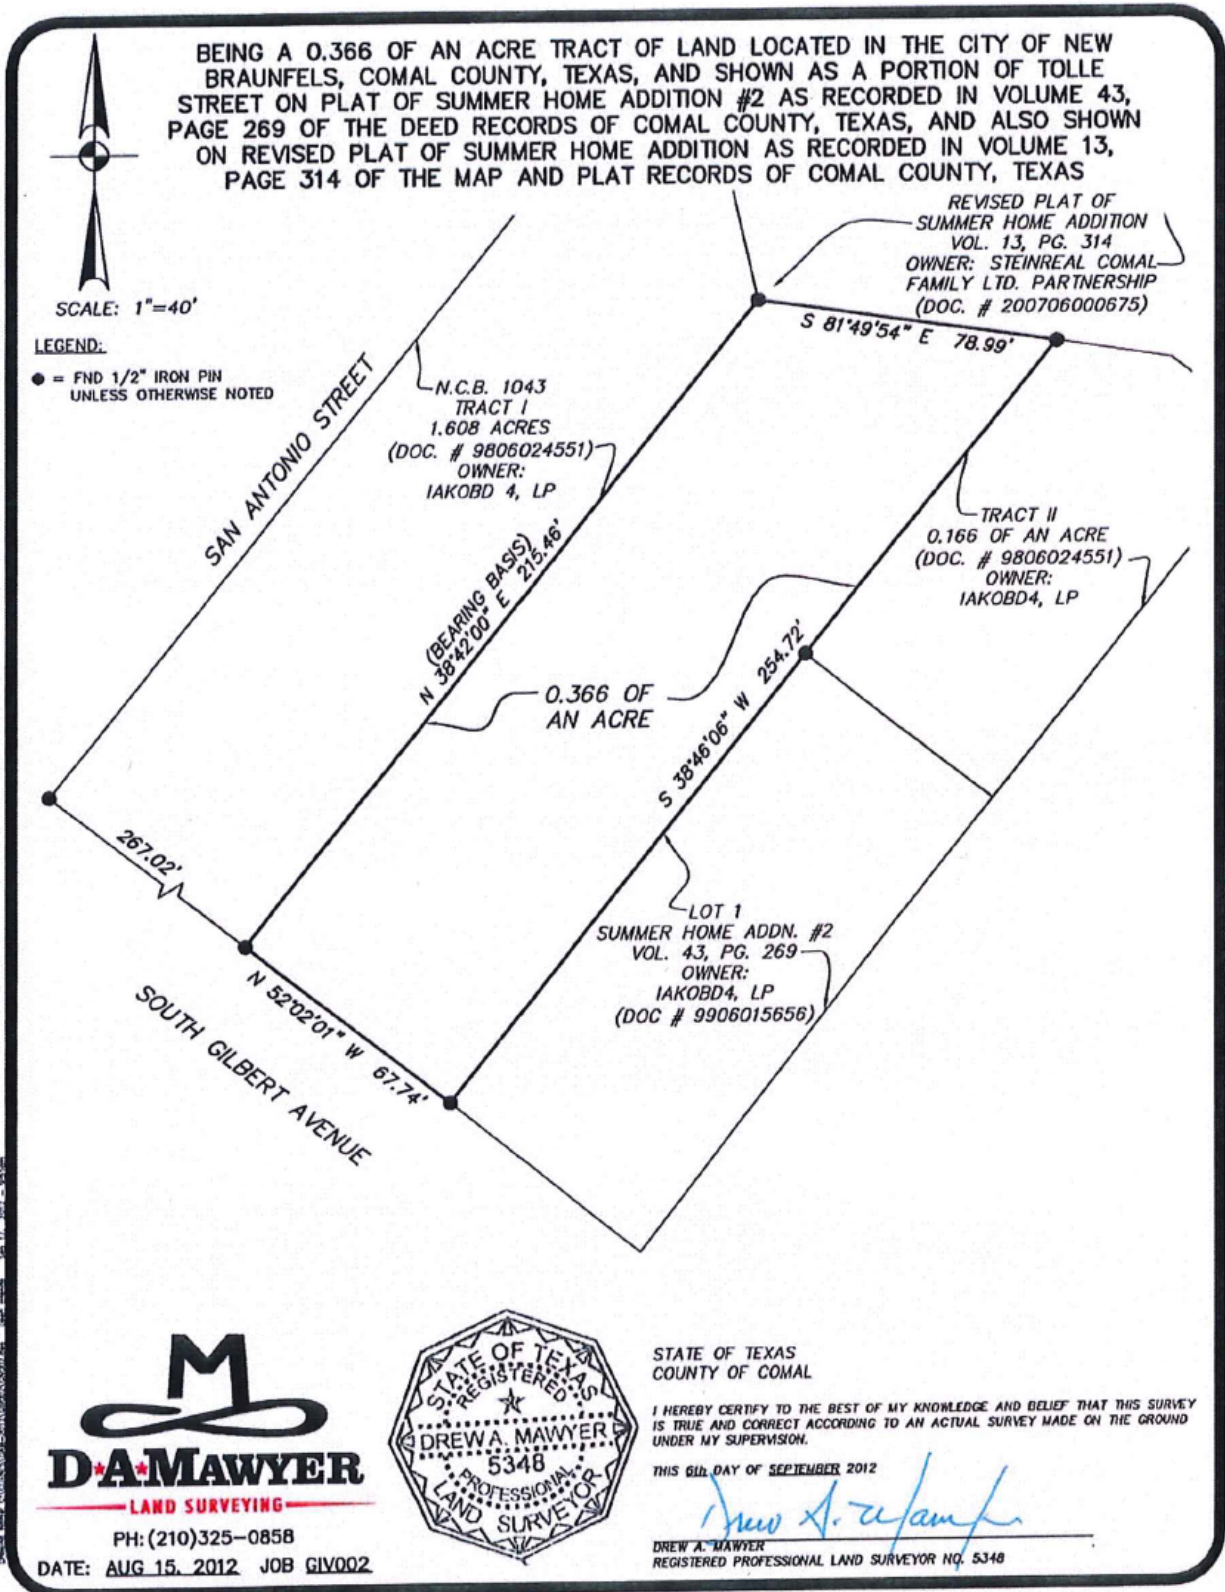 BEING A 0.366 OF AN ACRE TRACT OF LAND LOCATED IN THE CITY OF NEW
BRAUNFELS, COMAL COUNTY, TEXAS, AND SHOWN AS A PORTION OF TOLLE
STREET ON PLAT OF SUMMER HOME ADDITION #2 AS RECORDED IN VOLUME 43,
PAGE 269 OF THE DEED RECORDS OF COMAL COUNTY, TEXAS, AND ALSO SHOWN
ON REVISED PLAT OF SUMMER HOME ADDITION AS RECORDED IN VOLUME 13,
PAGE 314 OF THE MAP AND PLAT RECORDS OF COMAL COUNTY, TEXAS
REVISED PLAT OF
SUMMER HOME ADDITION
VOL. 13, PG. 314
OWNER: STEINREAL COMAL
FAMILY LTD. PARTNERSHIP
(DOC. # 200706000675)
SCALE: 1"=40'
LEGEND:
● = FND 1/2" IRON PIN
UNLESS OTHERWISE NOTED
S 81°49'54" E 78.99'
SAN ANTONIO STREET
N.C.B. 1043
TRACT I
1.608 ACRES
(DOC. # 9806024551)
OWNER:
IAKOBD 4, LP
(BEARING BASIS)
N 38°42'00" E 215.46'
TRACT II
0.166 OF AN ACRE
(DOC. # 9806024551)
OWNER:
IAKOBD4, LP
0.366 OF
AN ACRE
S 38°46'06" W 254.72'
267.02'
LOT 1
SUMMER HOME ADDN. #2
VOL. 43, PG. 269
OWNER:
IAKOBD4, LP
(DOC # 9906015656)
N 52°02'01" W 67.74'
SOUTH GILBERT AVENUE
M
D★A★MAWYER
LAND SURVEYING
PH:(210)325-0858
DATE: AUG 15, 2012 JOB GIV002
STATE OF TEXAS
REGISTERED
DREW A. MAWYER
5348
PROFESSIONAL
LAND SURVEYOR
STATE OF TEXAS
COUNTY OF COMAL
I HEREBY CERTIFY TO THE BEST OF MY KNOWLEDGE AND BELIEF THAT THIS SURVEY
IS TRUE AND CORRECT ACCORDING TO AN ACTUAL SURVEY MADE ON THE GROUND
UNDER MY SUPERVISION.
THIS 6th DAY OF SEPTEMBER 2012
Drew A. Mawyer
DREW A. MAWYER
REGISTERED PROFESSIONAL LAND SURVEYOR NO. 5348